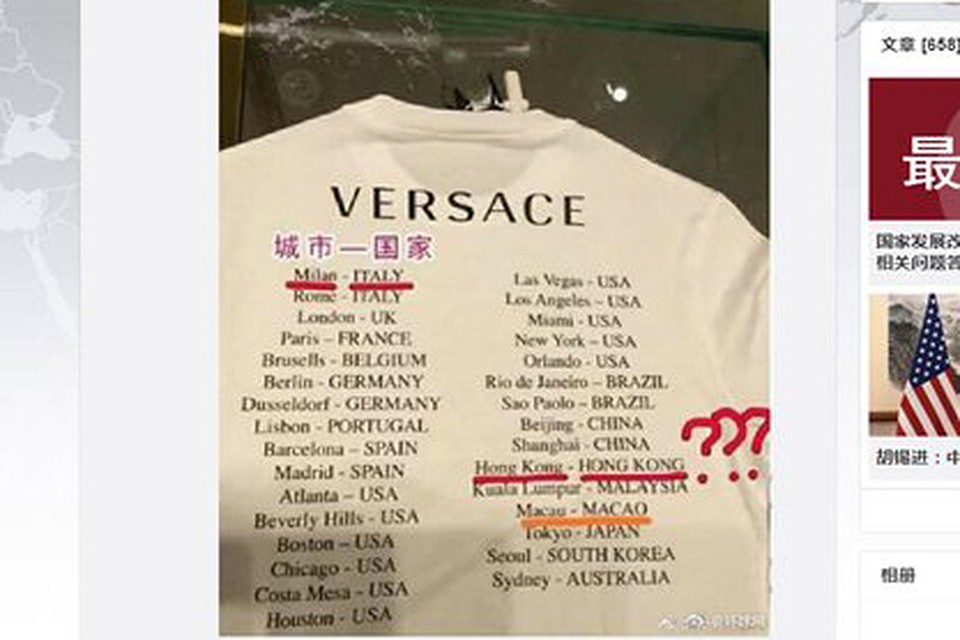 VERSACE
城市—国家
Milan - ITALY
Rome - ITALY
London - UK
Paris – FRANCE
Brusells - BELGIUM
Berlin - GERMANY
Dusseldorf - GERMANY
Lisbon - PORTUGAL
Barcelona – SPAIN
Madrid - SPAIN
Atlanta – USA
Beverly Hills - USA
Boston – USA
Chicago - USA
Costa Mesa - USA
Houston - USA
Las Vegas - USA
Los Angeles – USA
Miami - USA
New York – USA
Orlando - USA
Rio de Janeiro – BRAZIL
Sao Paolo – BRAZIL
Beijing - CHINA
Shanghai - CHINA
Hong Kong - HONG KONG
???
Kuala Lumpur - MALAYSIA
Macau - MACAO
Tokyo - JAPAN
Seoul - SOUTH KOREA
Sydney - AUSTRALIA
文章 [658]
最
国家发展改
相关问题答
胡锡进：中
相册